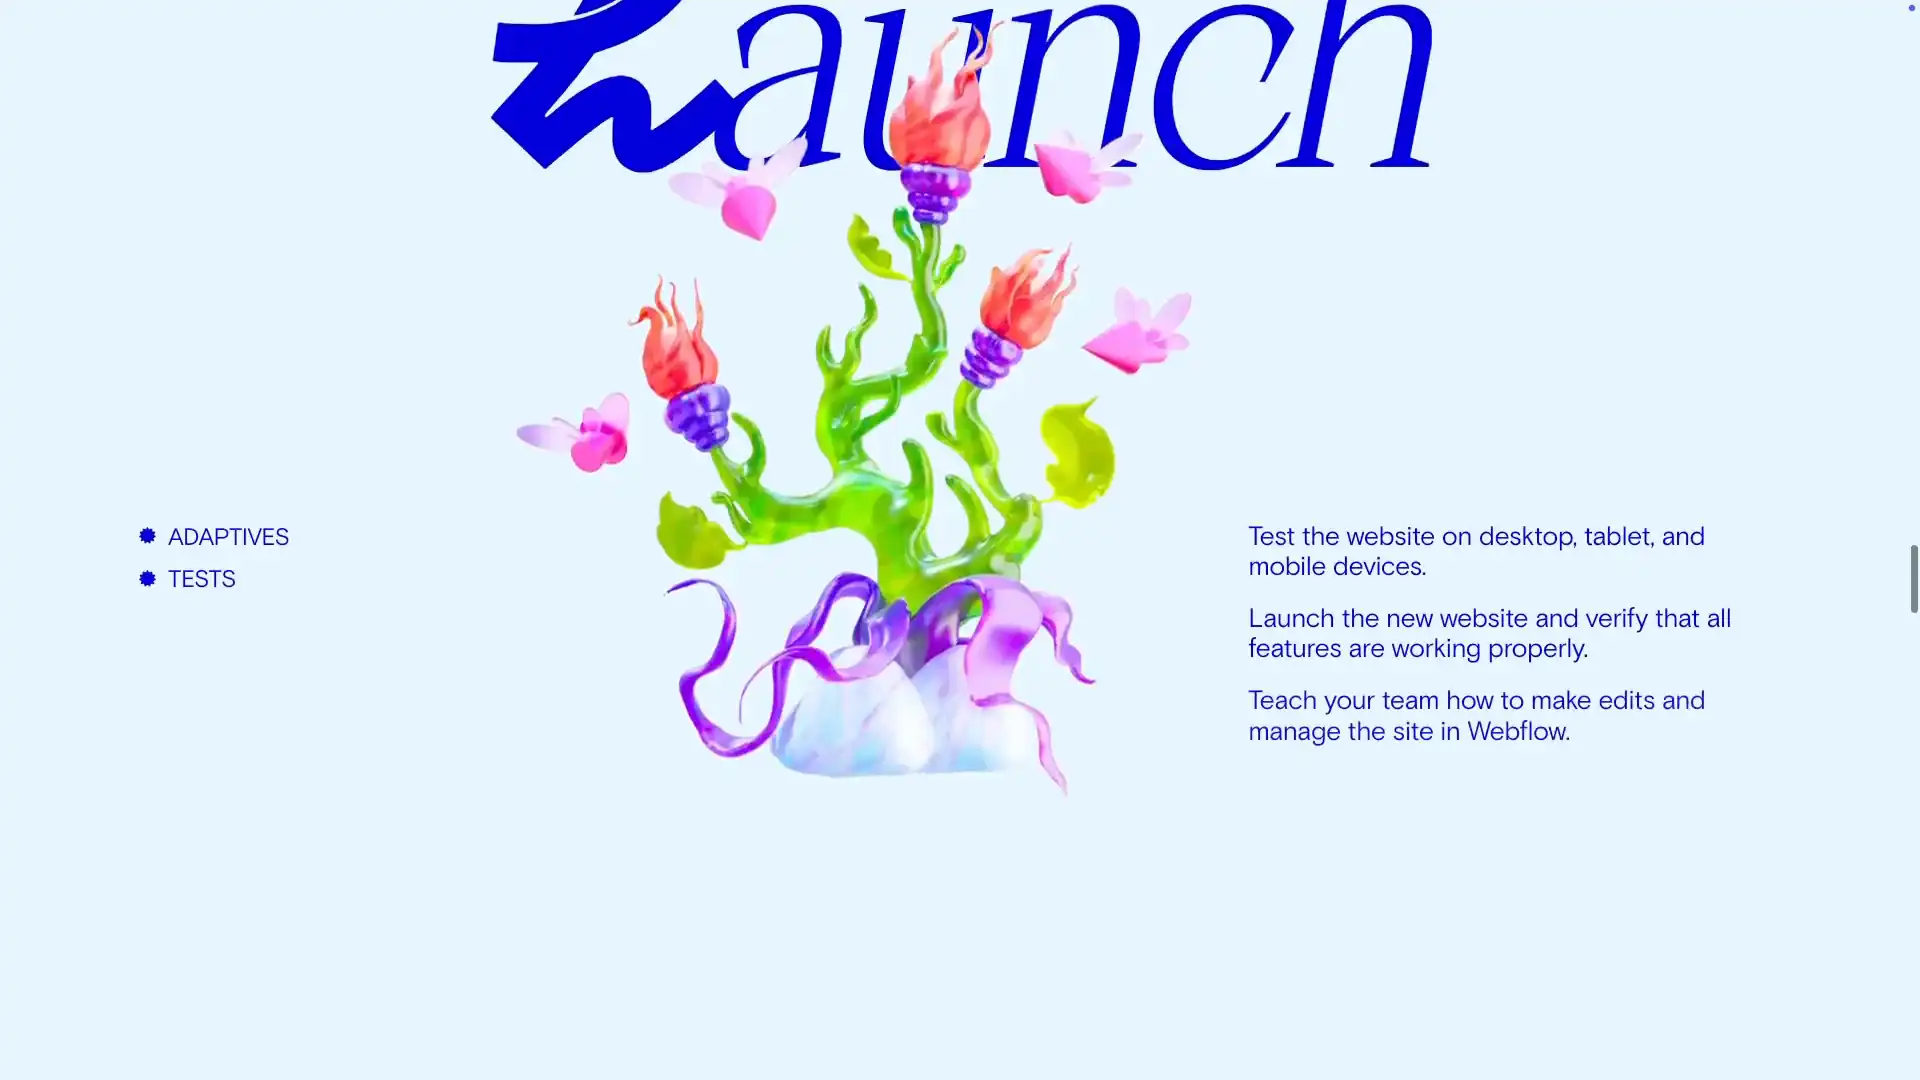 Launch
ADAPTIVES
TESTS
Test the website on desktop, tablet, and
mobile devices.
Launch the new website and verify that all
features are working properly.
Teach your team how to make edits and
manage the site in Webflow.